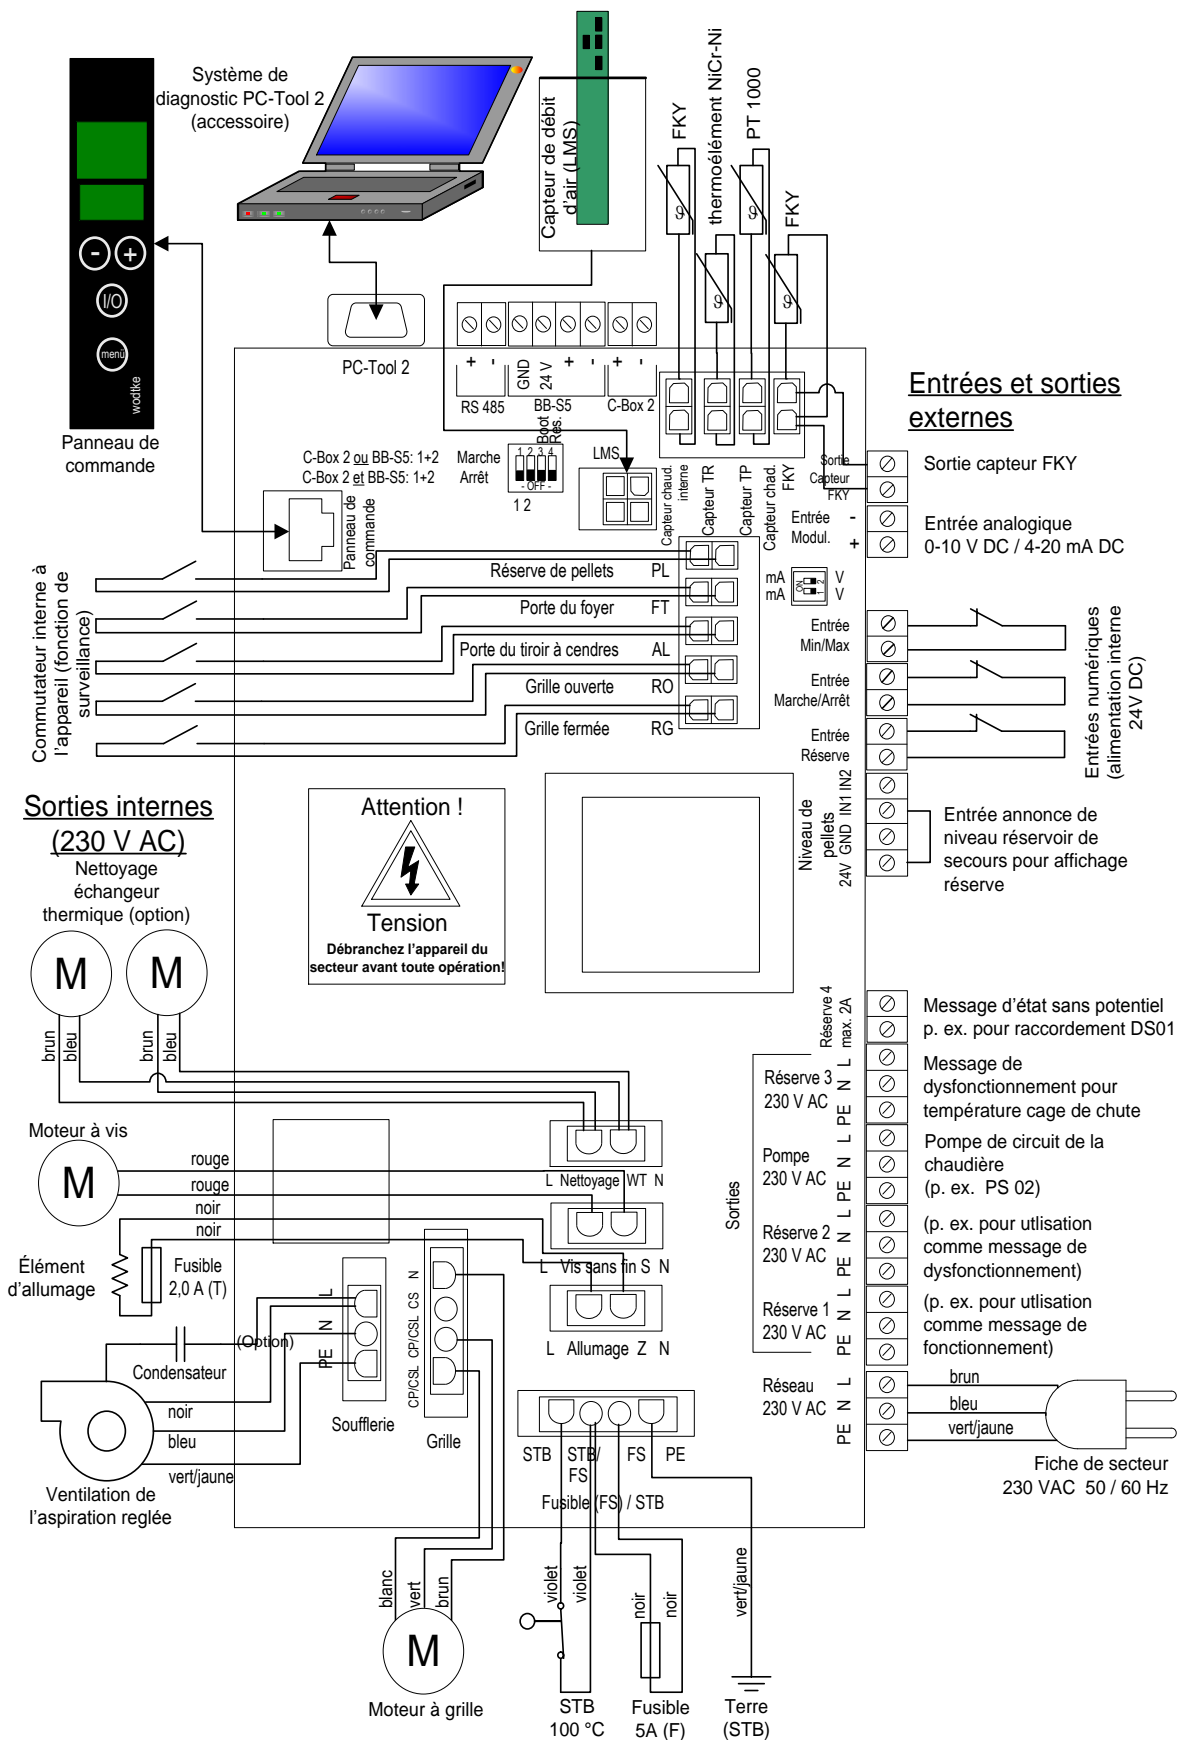 Système de
diagnostic PC-Tool 2
(accessoire)
I/O
menü
wodtke
Panneau de
commande
PC-Tool 2
Capteur de débit
d'air (LMS)
FKY
thermoélément NiCr-Ni
PT 1000
FKY
ϑ
ϑ
ϑ
ϑ
+ -
RS 485
GND
24 V
+ -
BB-S5
+ -
C-Box 2
C-Box 2 ou BB-S5: 1+2
C-Box 2 et BB-S5: 1+2
Marche
Arrêt
Boot
Res.
1 2 3 4
- OFF -
1 2
LMS
Capteur chaud.
interne
Capteur TR
Capteur TP
Capteur chad.
FKY
Panneau de
commande
Entrées et sorties
externes
Sortie
Capteur
FKY
Sortie capteur FKY
Entrée -
Modul. +
Entrée analogique
0-10 V DC / 4-20 mA DC
mA V
mA V
ON
1 2
Commutateur interne à
l'appareil (fonction de
surveillance)
Réserve de pellets PL
Porte du foyer FT
Porte du tiroir à cendres AL
Grille ouverte RO
Grille fermée RG
Entrée
Min/Max
Entrée
Marche/Arrêt
Entrée
Réserve
Entrées numériques
(alimentation interne
24V DC)
Niveau de
pellets
24V GND IN1 IN2
Entrée annonce de
niveau réservoir de
secours pour affichage
réserve
Sorties internes
(230 V AC)
Nettoyage
échangeur
thermique (option)
M
M
brun
bleu
brun
bleu
Attention !
Tension
Débranchez l'appareil du
secteur avant toute opération!
Réserve 4
max. 2A
Message d'état sans potentiel
p. ex. pour raccordement DS01
Sorties
Réserve 3
230 V AC
PE N L
Message de
dysfonctionnement pour
température cage de chute
Pompe
230 V AC
PE N L
Pompe de circuit de la
chaudière
(p. ex. PS 02)
Réserve 2
230 V AC
PE N L
(p. ex. pour utlisation
comme message de
dysfonctionnement)
Réserve 1
230 V AC
PE N L
(p. ex. pour utlisation
comme message de
fonctionnement)
Réseau
230 V AC
PE N L
brun
bleu
vert/jaune
Fiche de secteur
230 VAC 50 / 60 Hz
Moteur à vis
M
rouge
rouge
noir
noir
L Nettoyage WT N
L Vis sans fin S N
L Allumage Z N
Élément
d'allumage
Fusible
2,0 A (T)
(Option)
Condensateur
PE N L
Soufflerie
CP/CSL CP/CSL CS N
Grille
noir
bleu
vert/jaune
Ventilation de
l'aspiration reglée
STB STB/ FS PE
FS
Fusible (FS) / STB
blanc
vert
brun
M
Moteur à grille
violet
violet
STB
100 °C
noir
noir
Fusible
5A (F)
vert/jaune
Terre
(STB)